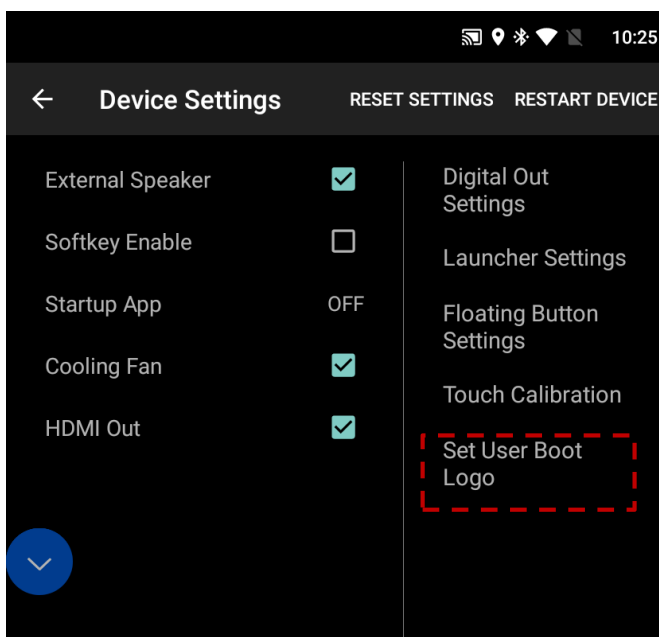 10:25
Device Settings RESET SETTINGS RESTART DEVICE
External Speaker
Softkey Enable
Startup App OFF
Cooling Fan
HDMI Out
Digital Out
Settings
Launcher Settings
Floating Button
Settings
Touch Calibration
Set User Boot
Logo